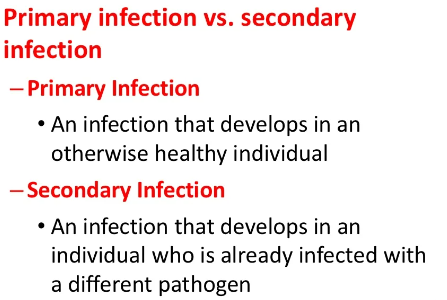 Primary infection vs. secondary
infection
–Primary Infection
• An infection that develops in an
otherwise healthy individual
–Secondary Infection
• An infection that develops in an
individual who is already infected with
a different pathogen